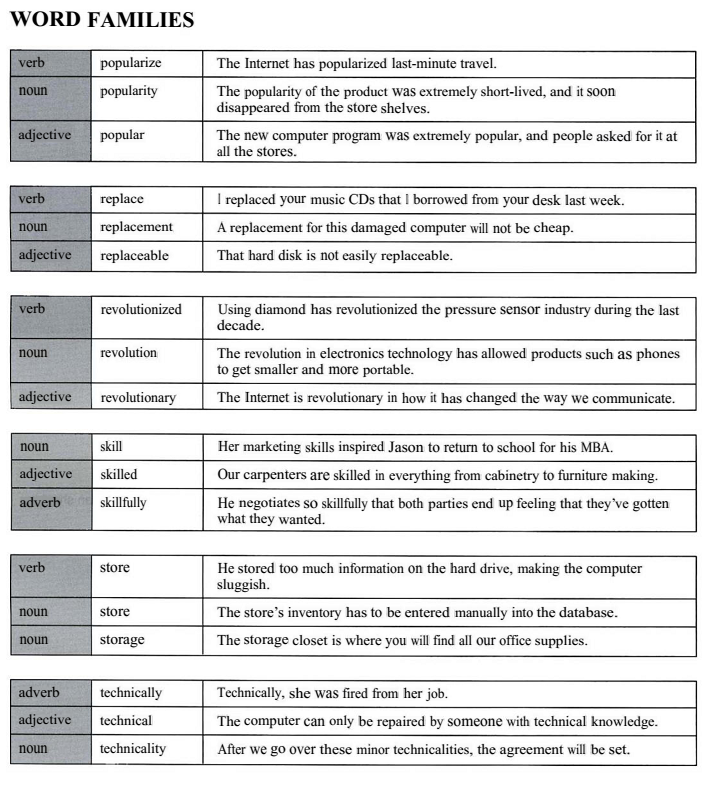 WORD FAMILIES
verb popularize The Internet has popularized last-minute travel.
noun popularity The popularity of the product was extremely short-lived, and it soon
disappeared from the store shelves.
adjective popular The new computer program was extremely popular, and people asked for it at
all the stores.
verb replace I replaced your music CDs that I borrowed from your desk last week.
noun replacement A replacement for this damaged computer will not be cheap.
adjective replaceable That hard disk is not easily replaceable.
verb revolutionized Using diamond has revolutionized the pressure sensor industry during the last
decade.
noun revolution The revolution in electronics technology has allowed products such as phones
to get smaller and more portable.
adjective revolutionary The Internet is revolutionary in how it has changed the way we communicate.
noun skill Her marketing skills inspired Jason to return to school for his MBA.
adjective skilled Our carpenters are skilled in everything from cabinetry to furniture making.
adverb skillfully He negotiates so skillfully that both parties end up feeling that they've gotten
what they wanted.
verb store He stored too much information on the hard drive, making the computer
sluggish.
noun store The store's inventory has to be entered manually into the database.
noun storage The storage closet is where you will find all our office supplies.
adverb technically Technically, she was fired from her job.
adjective technical The computer can only be repaired by someone with technical knowledge.
noun technicality After we go over these minor technicalities, the agreement will be set.